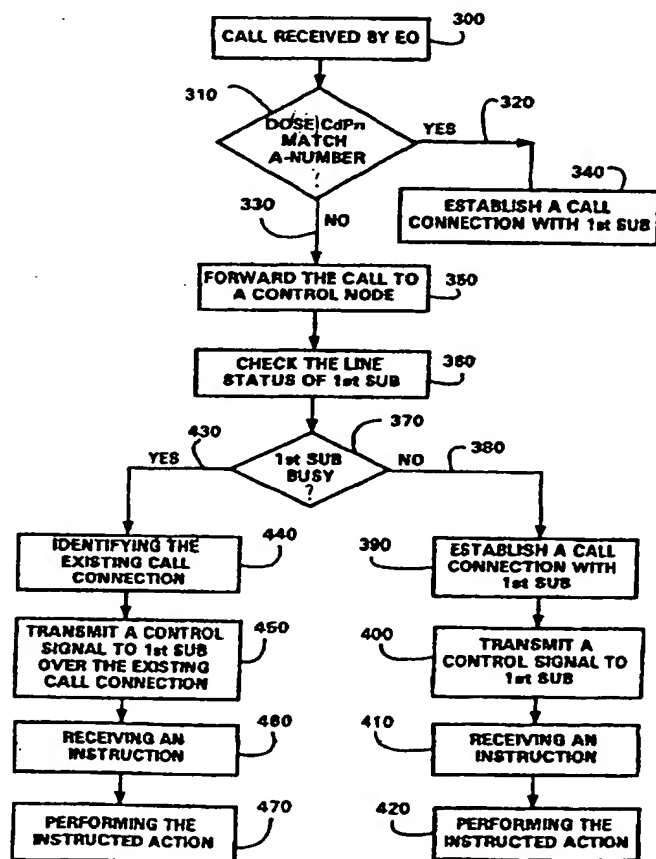 CALL RECEIVED BY EO
300
310
DOSE CdPn
MATCH
A-NUMBER
?
YES
320
330
NO
340
ESTABLISH A CALL
CONNECTION WITH 1st SUB
FORWARD THE CALL TO
A CONTROL NODE
350
CHECK THE LINE
STATUS OF 1st SUB
360
370
430
YES
1st SUB
BUSY
?
NO
380
IDENTIFYING THE
EXISTING CALL
CONNECTION
440
390
ESTABLISH A CALL
CONNECTION WITH
1st SUB
TRANSMIT A CONTROL
SIGNAL TO 1st SUB
OVER THE EXISTING
CALL CONNECTION
450
400
TRANSMIT A
CONTROL SIGNAL TO
1st SUB
RECEIVING AN
INSTRUCTION
460
410
RECEIVING AN
INSTRUCTION
PERFORMING THE
INSTRUCTED ACTION
470
420
PERFORMING THE
INSTRUCTED ACTION